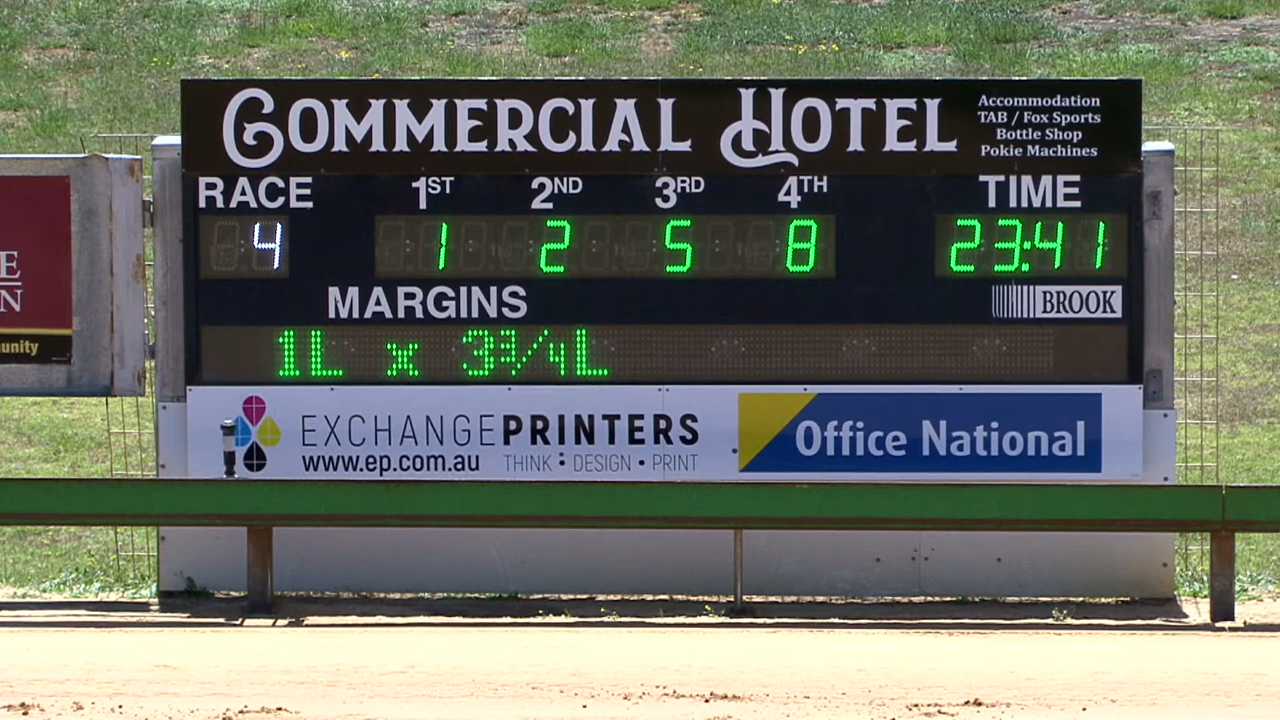 COMMERCIAL HOTEL
Accommodation
TAB / Fox Sports
Bottle Shop
Pokie Machines
RACE 1ST 2ND 3RD 4TH TIME
4 1 2 5 8 23:41
MARGINS
BROOK
1L x 3¾L
E
N
unity
EXCHANGEPRINTERS
www.ep.com.au THINK : DESIGN • PRINT
Office National